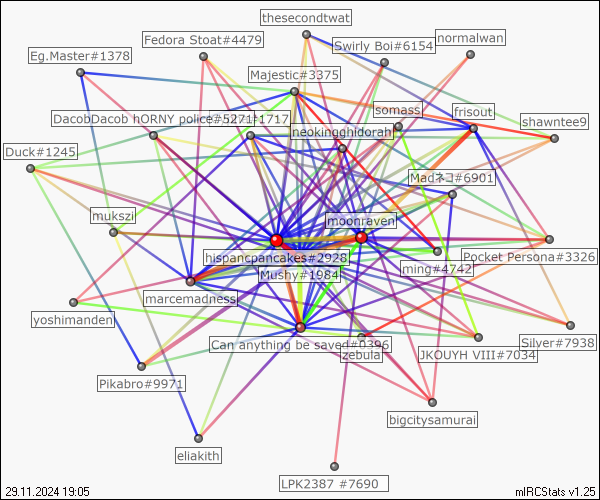 thesecondtwat
Fedora Stoat#4479
Swirly Boi#6154
normalwan
Eg.Master#1378
Majestic#3375
somass
frisout
shawntee9
DacobDacob
hORNY police#5271
1717
neokingghidorah
Duck#1245
Madネコ#6901
mukszi
moonraven
hispancpancakes#2928
Pocket Persona#3326
Mushy#1984
ming#4742
marcemadness
yoshimanden
Can anything be saved#0396
zebula
JKOUYH VIII#7034
Silver#7938
Pikabro#9971
bigcitysamurai
eliakith
LPK2387 #7690
29.11.2024 19:05
mIRCStats v1.25